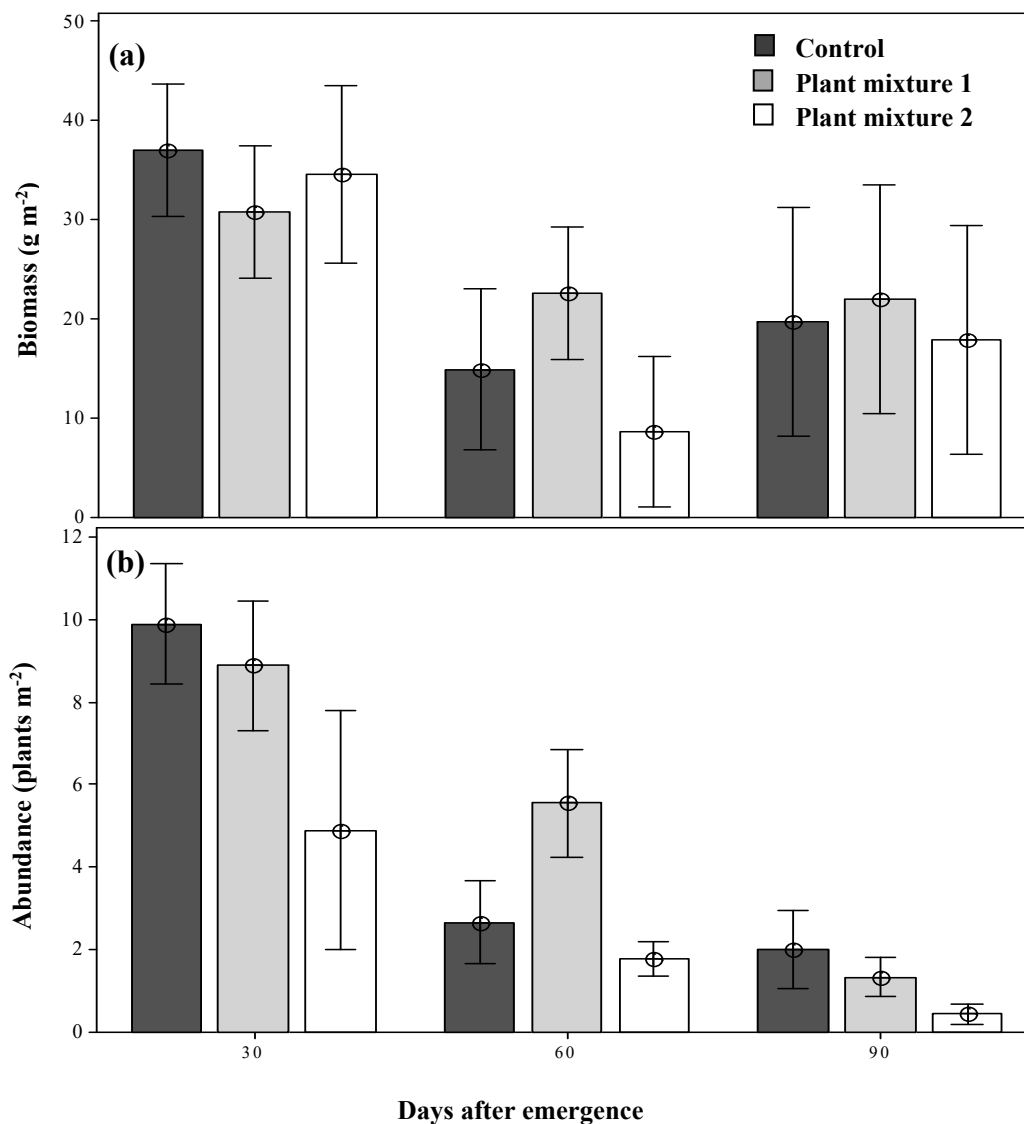 (a)
Control
Plant mixture 1
Plant mixture 2
50
40
30
20
10
0
Biomass (g m⁻²)
(b)
12
10
8
6
4
2
0
Abundance (plants m⁻²)
30 60 90
Days after emergence